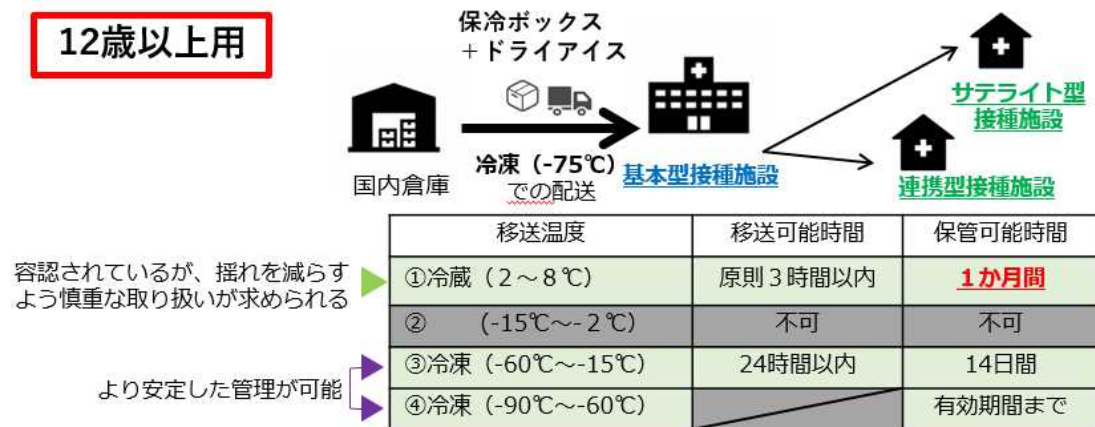 12歳以上用
保冷ボックス
+ドライアイス
国内倉庫
冷凍(-75℃)
での配送
基本型接種施設
サテライト型
接種施設
連携型接種施設
移送温度 移送可能時間 保管可能時間
容認されているが、揺れを減らす
よう慎重な取り扱いが求められる
①冷蔵(2~8℃) 原則3時間以内 1か月間
② (-15℃~-2℃) 不可 不可
より安定した管理が可能
③冷凍(-60℃~-15℃) 24時間以内 14日間
④冷凍(-90℃~-60℃) 有効期間まで